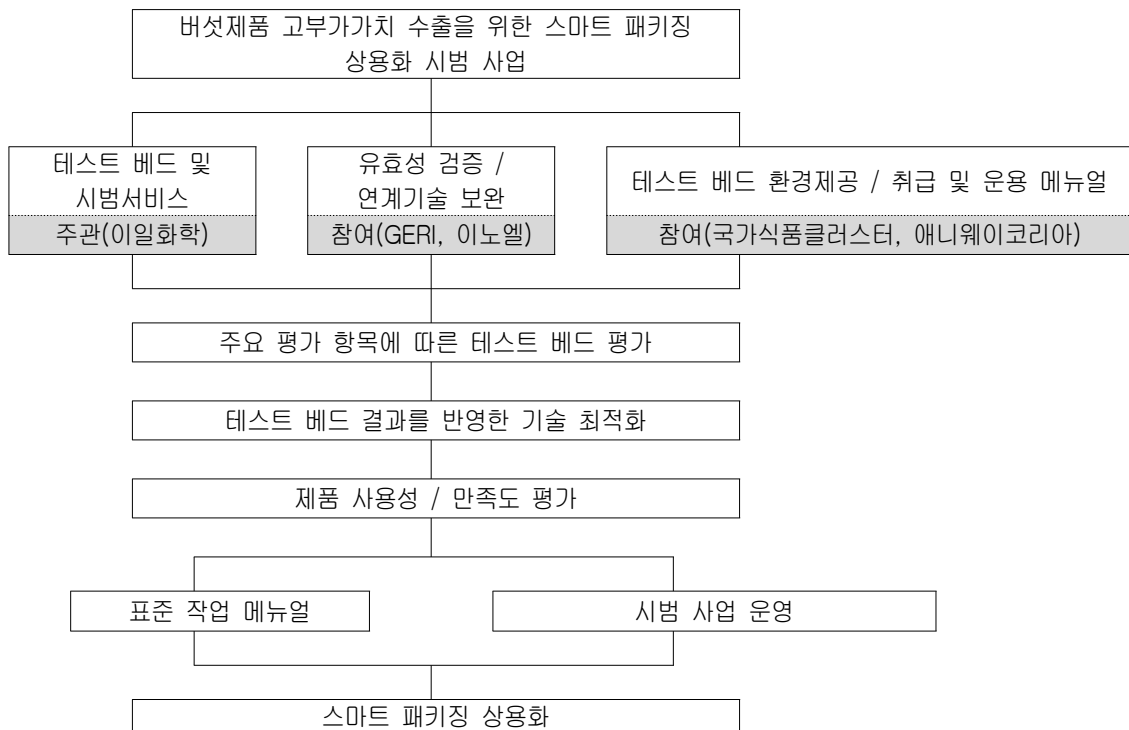 버섯제품 고부가가치 수출을 위한 스마트 패키징
상용화 시범 사업
테스트 베드 및
시범서비스
주관(이일화학)
유효성 검증 /
연계기술 보완
참여(GERI, 이노엘)
테스트 베드 환경제공 / 취급 및 운용 메뉴얼
참여(국가식품클러스터, 애니웨이코리아)
주요 평가 항목에 따른 테스트 베드 평가
테스트 베드 결과를 반영한 기술 최적화
제품 사용성 / 만족도 평가
표준 작업 메뉴얼
시범 사업 운영
스마트 패키징 상용화